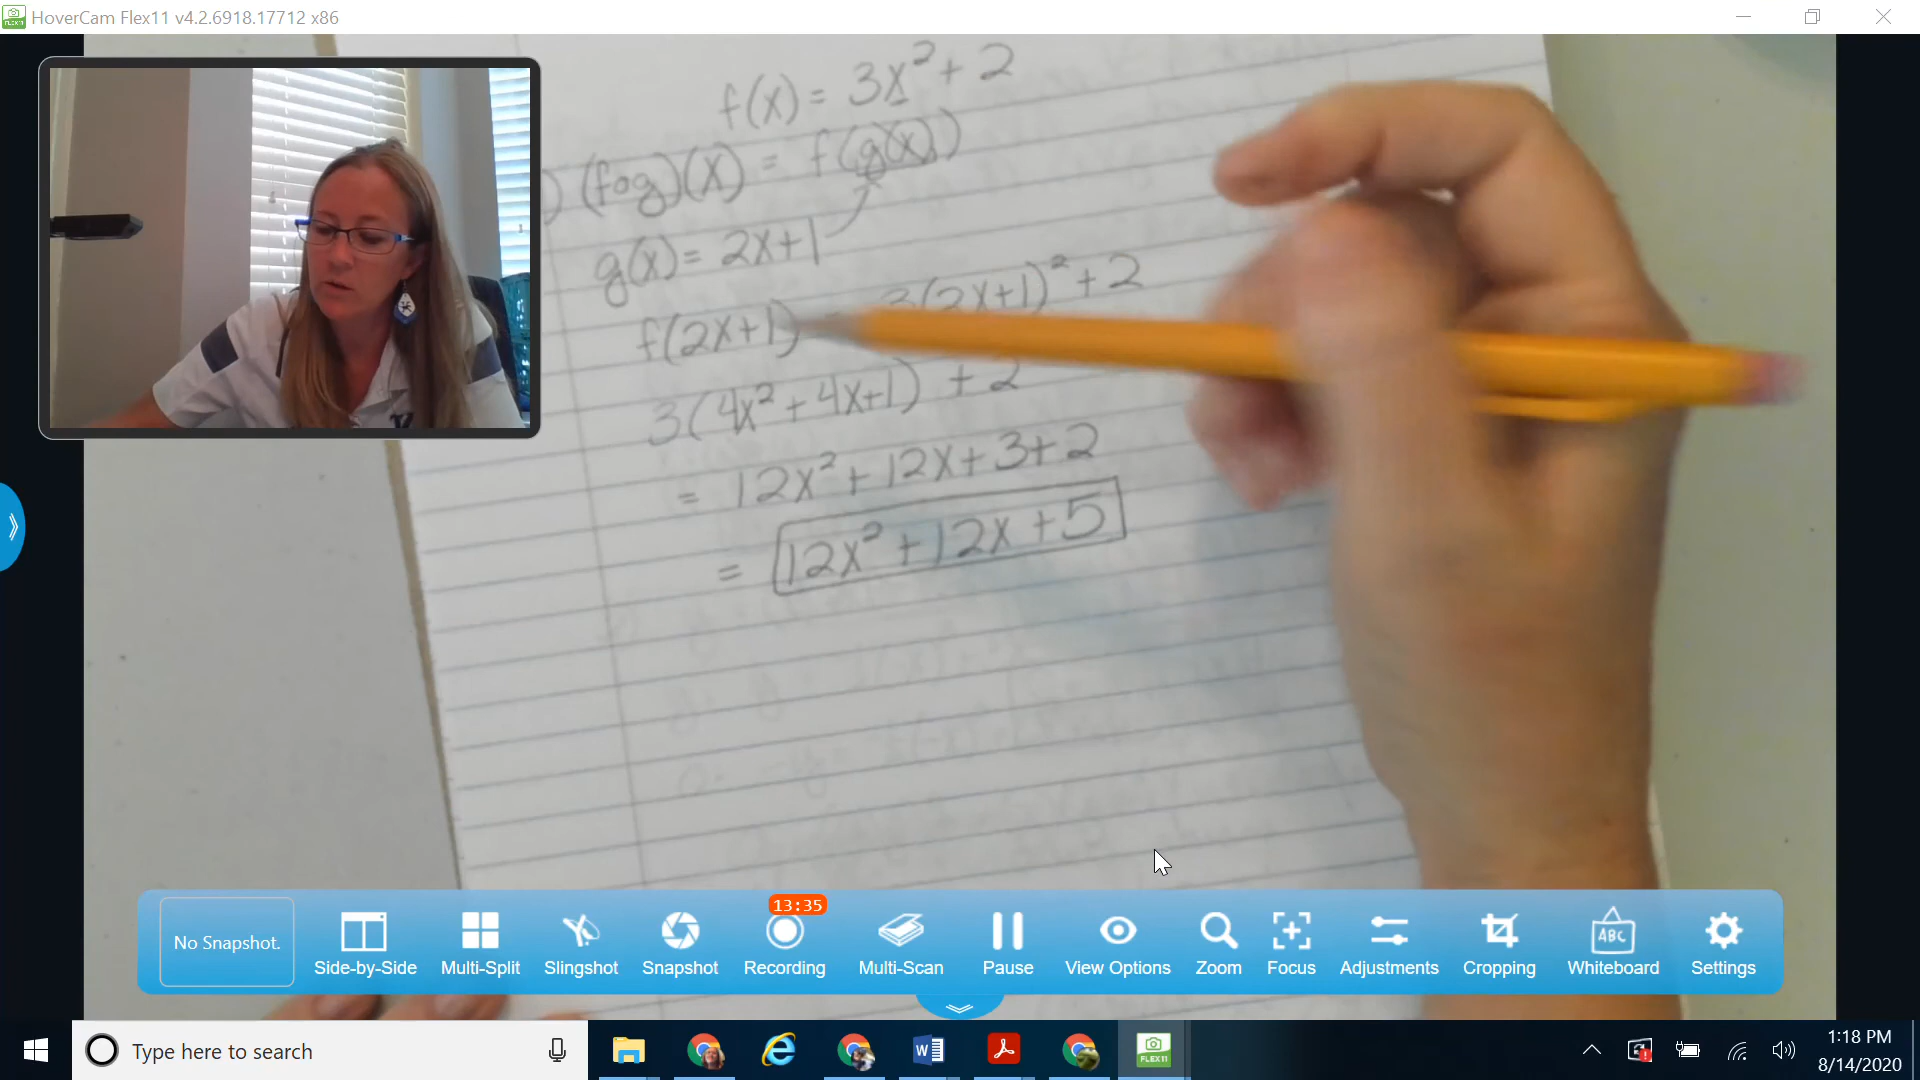 HoverCam Flex11 v4.2.6918.17712 x86
f(x) = 3x² + 2
) (fog)(x) = f(g(x))
g(x) = 2x+1
f(2x+1) = 3(2x+1)² + 2
3(4x² + 4x+1) + 2
= 12x² + 12x + 3 + 2
= 12x² + 12x + 5
13:35
No Snapshot.
Side-by-Side
Multi-Split
Slingshot
Snapshot
Recording
Multi-Scan
Pause
View Options
Zoom
Focus
Adjustments
Cropping
ABC
Whiteboard
Settings
Type here to search
FLEX11
1:18 PM
8/14/2020